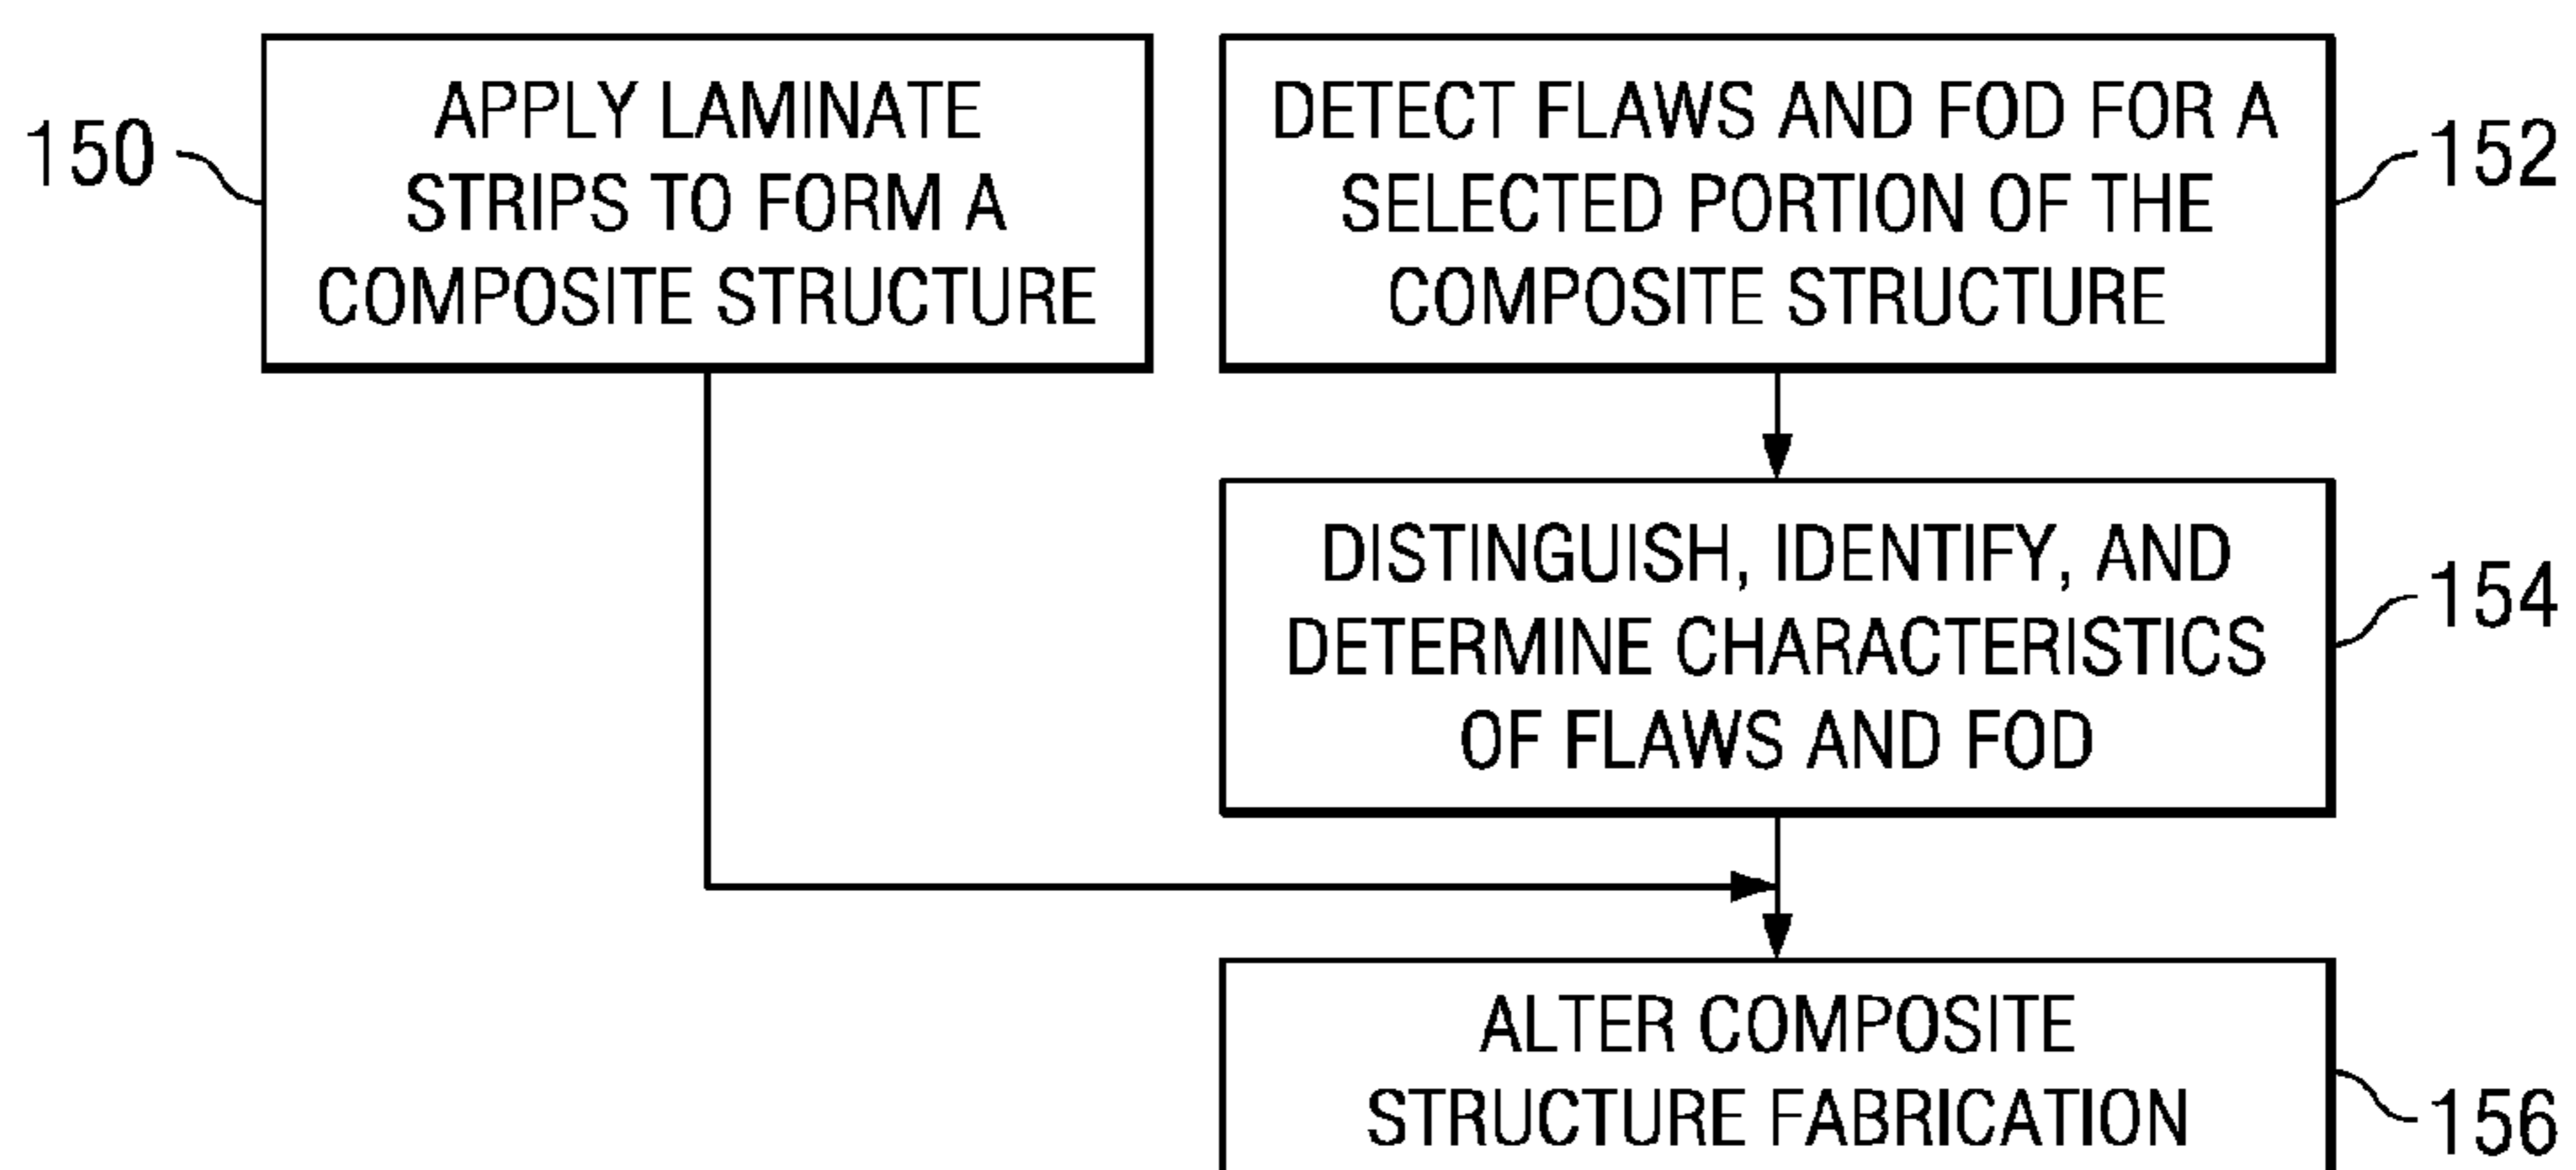 150
APPLY LAMINATE
STRIPS TO FORM A
COMPOSITE STRUCTURE
DETECT FLAWS AND FOD FOR A
SELECTED PORTION OF THE
COMPOSITE STRUCTURE
152
DISTINGUISH, IDENTIFY, AND
DETERMINE CHARACTERISTICS
OF FLAWS AND FOD
154
ALTER COMPOSITE
STRUCTURE FABRICATION
156